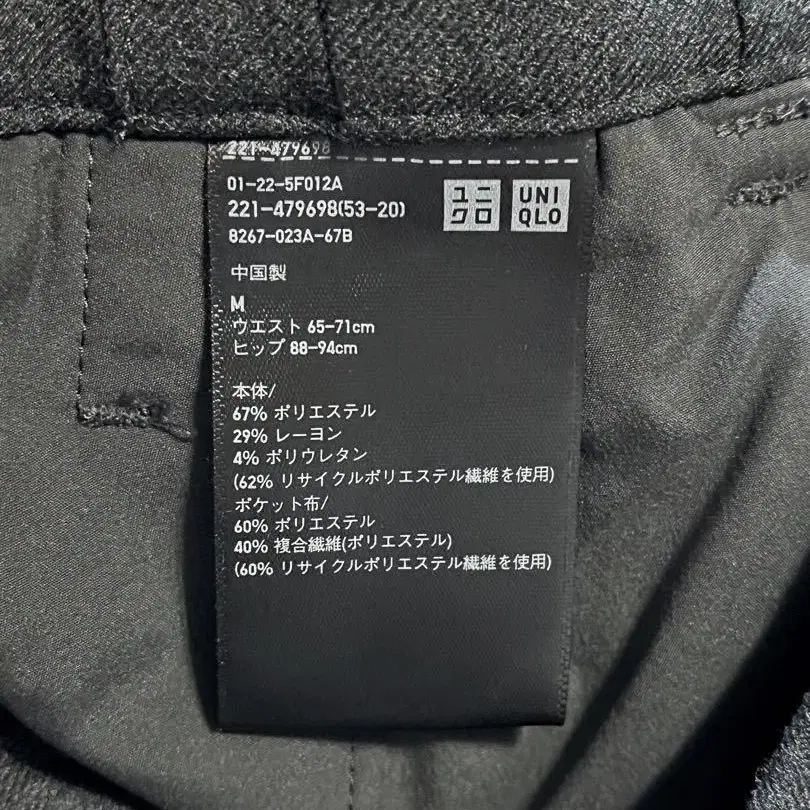 221-479698
01-22-5F012A
221-479698(53-20)
8267-023A-67B
ユニクロ
UNIQLO
中国製
M
ウエスト 65-71cm
ヒップ 88-94cm
本体/
67% ポリエステル
29% レーヨン
4% ポリウレタン
(62% リサイクルポリエステル繊維を使用)
ポケット布/
60% ポリエステル
40% 複合繊維(ポリエステル)
(60% リサイクルポリエステル繊維を使用)